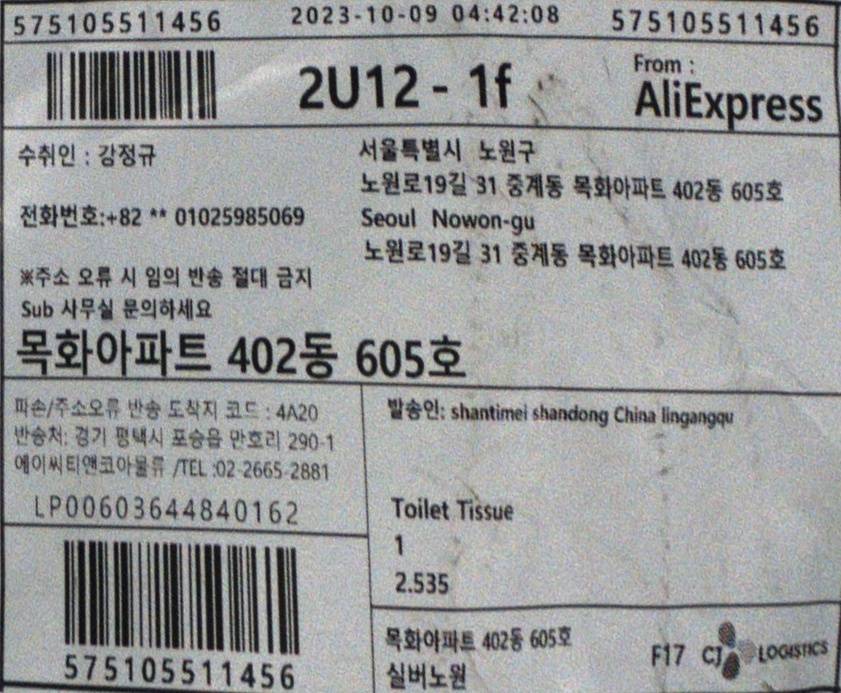 575105511456 2023-10-09 04:42:08 575105511456
2U12 - 1f
From :
AliExpress
수취인 : 강정규
전화번호:+82 ** 01025985069
※주소 오류 시 임의 반송 절대 금지
Sub 사무실 문의하세요
서울특별시 노원구
노원로19길 31 중계동 목화아파트 402동 605호
Seoul Nowon-gu
노원로19길 31 중계동 목화아파트 402동 605호
목화아파트 402동 605호
파손/주소오류 반송 도착지 코드 : 4A20
반송처: 경기 평택시 포승읍 만호리 290-1
에이씨티앤코아물류 /TEL :02-2665-2881
LP00603644840162
575105511456
발송인: shantimei shandong China lingangqu
Toilet Tissue
1
2.535
목화아파트 402동 605호
실버노원
F17 CJ LOGISTICS